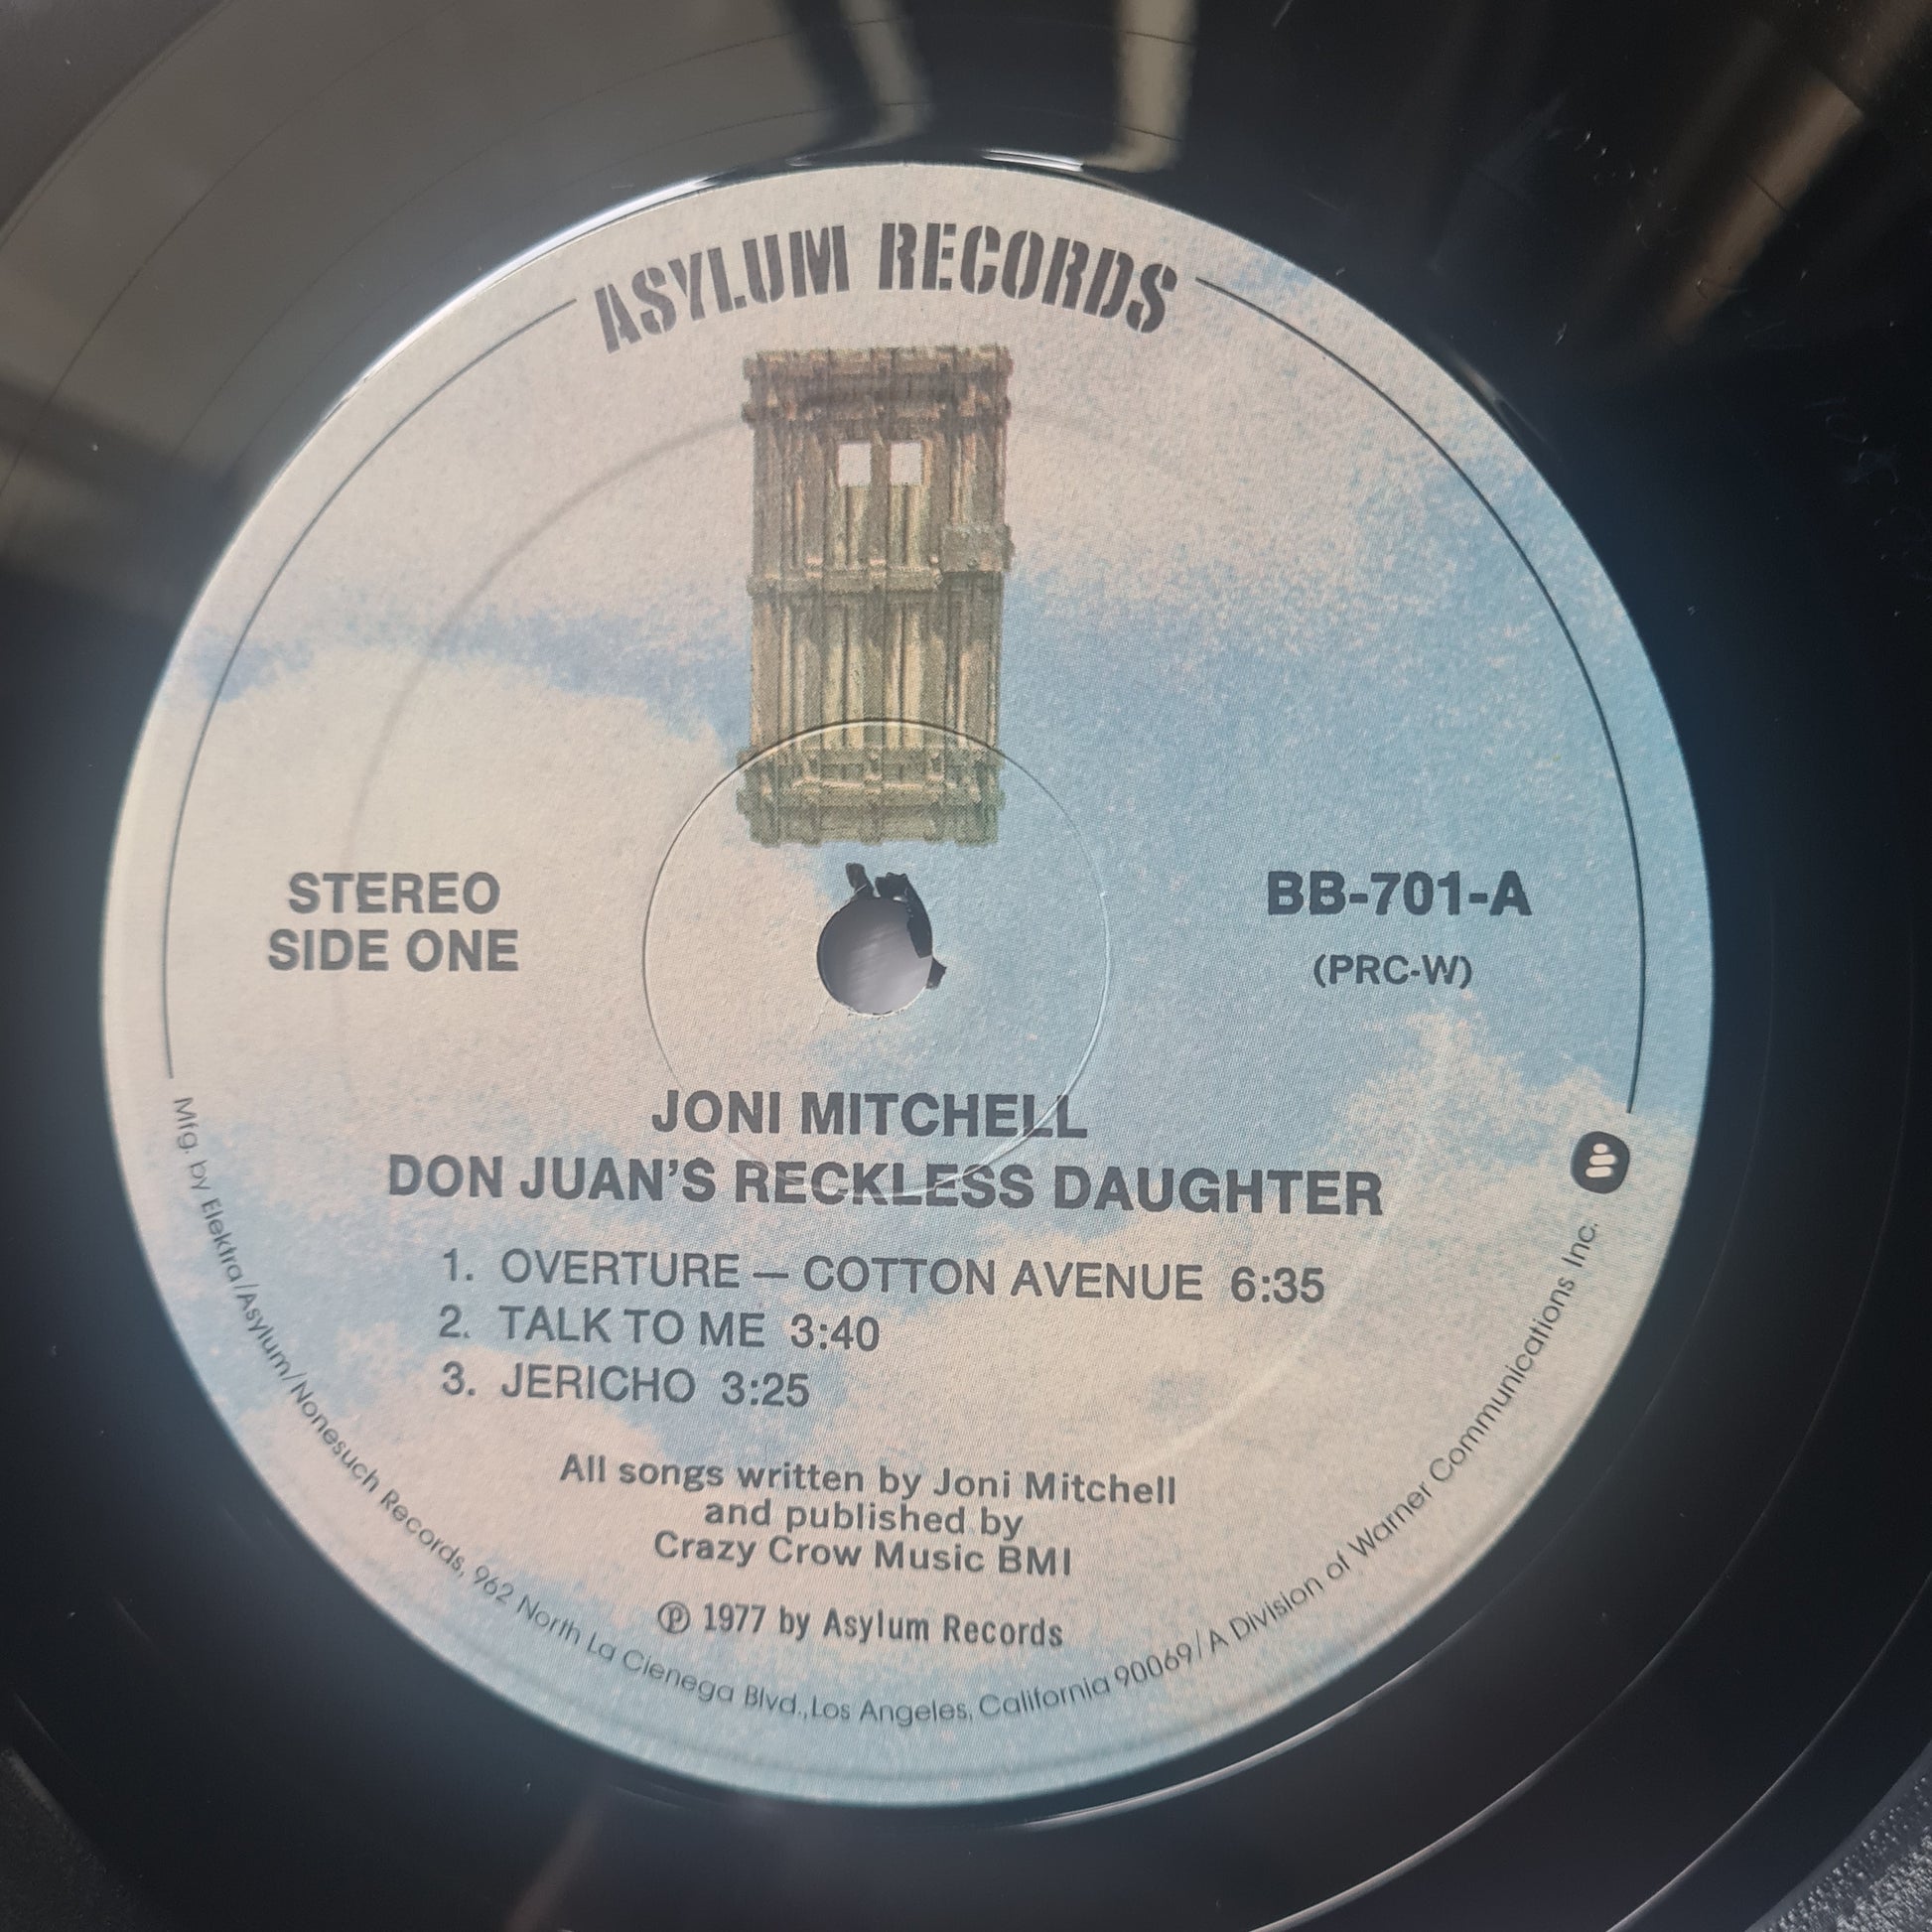 ASYLUM RECORDS
STEREO
SIDE ONE
BB-701-A
(PRC-W)
JONI MITCHELL
DON JUAN'S RECKLESS DAUGHTER
1. OVERTURE — COTTON AVENUE 6:35
2. TALK TO ME 3:40
3. JERICHO 3:25
All songs written by Joni Mitchell
and published by
Crazy Crow Music BMI
℗ 1977 by Asylum Records
Mfg. by Elektra/Asylum/Nonesuch Records, 962 North La Cienega Blvd., Los Angeles, California 90069/A Division of Warner Communications Inc.